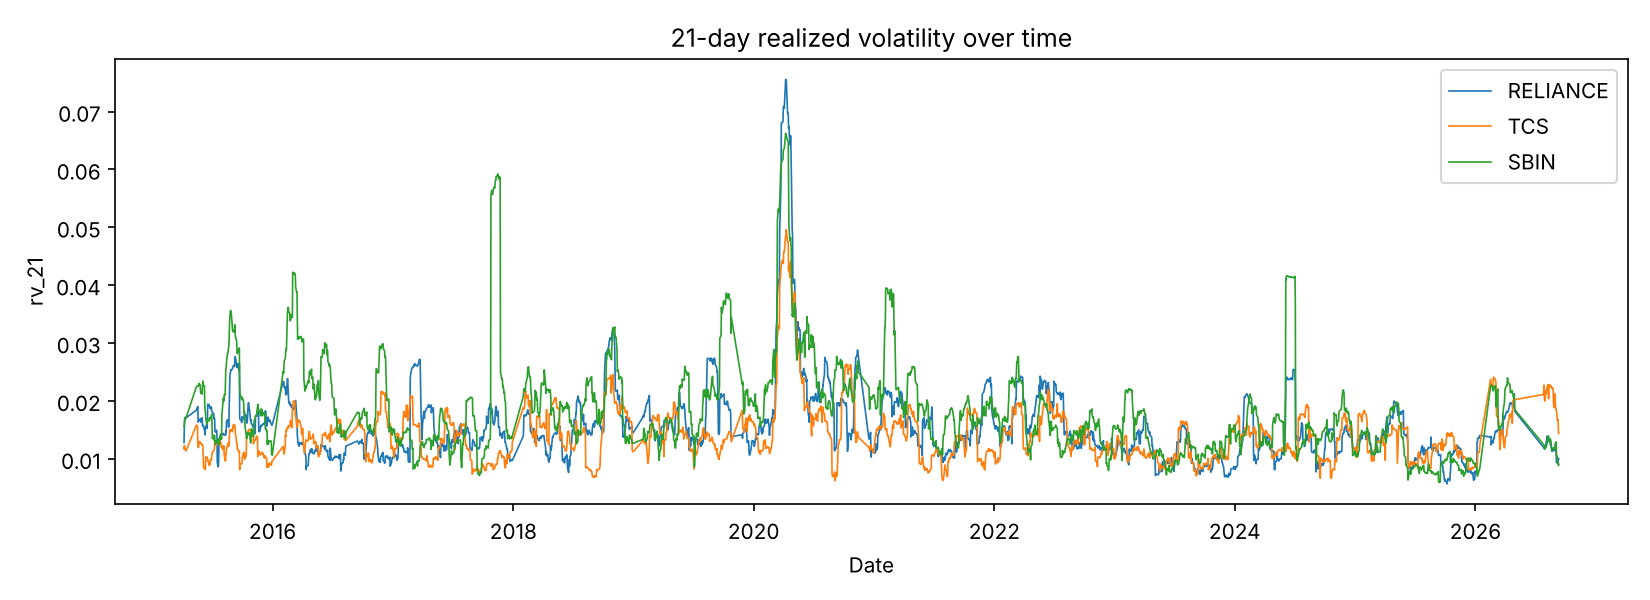 21-day realized volatility over time
RELIANCE
TCS
SBIN
rv_21
0.07
0.06
0.05
0.04
0.03
0.02
0.01
2016 2018 2020 2022 2024 2026
Date